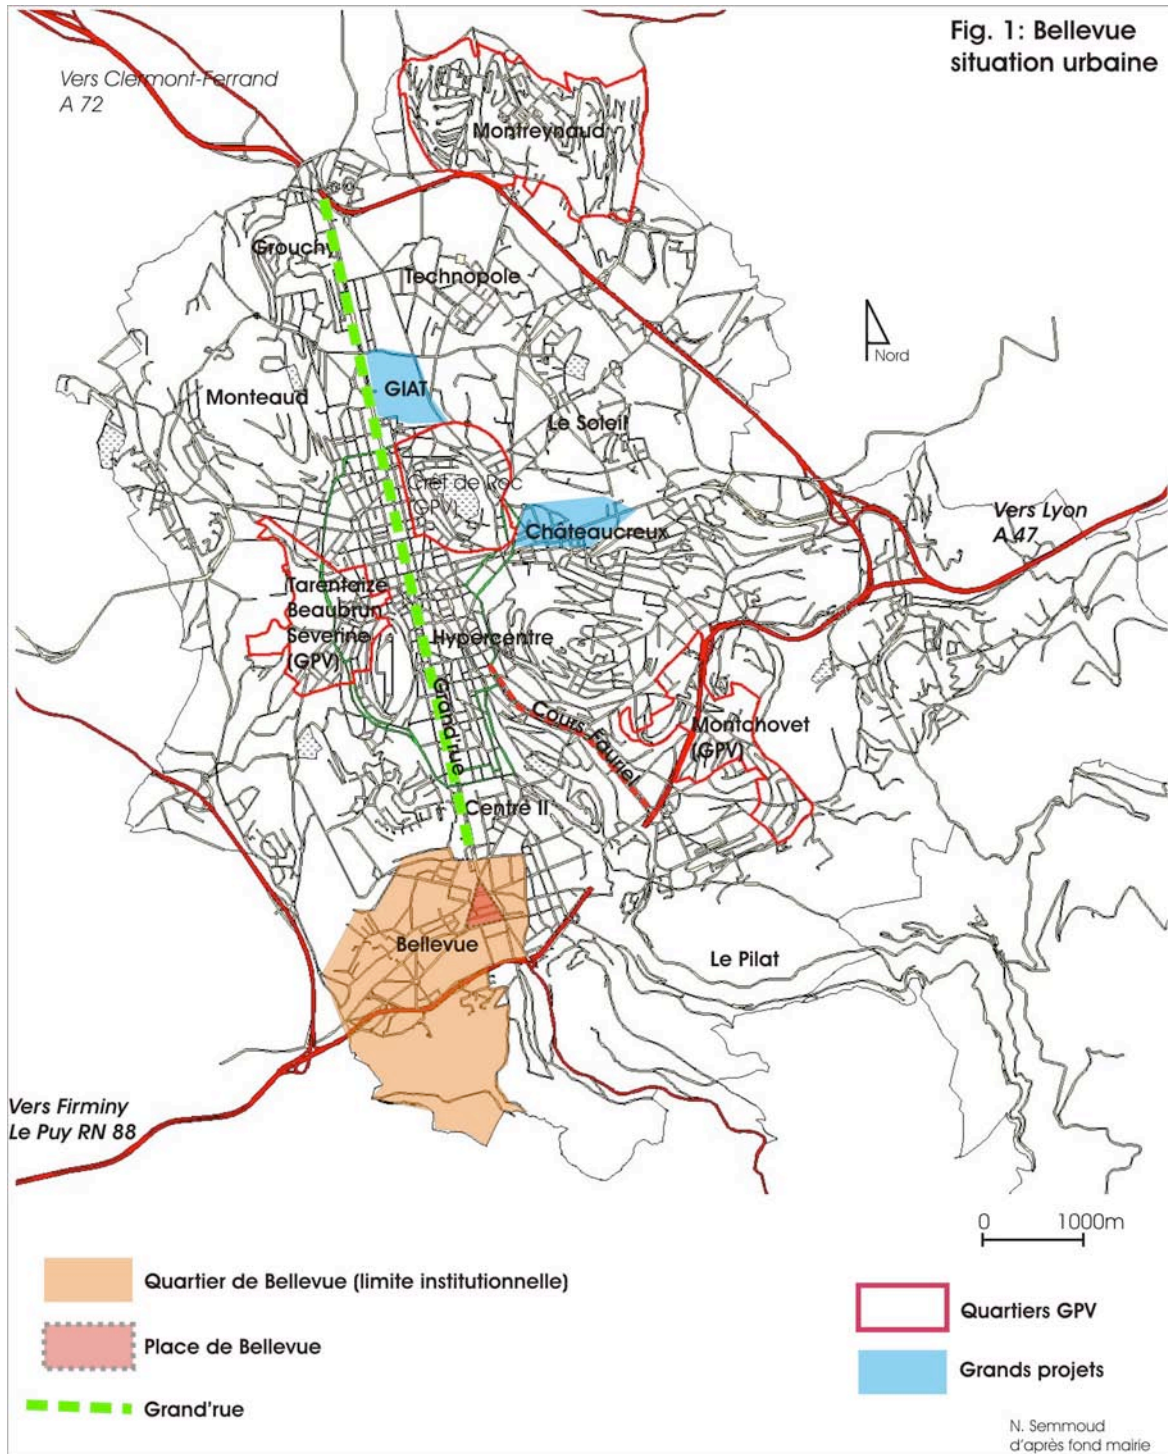 Fig. 1: Bellevue
situation urbaine
Vers Clermont-Ferrand
A 72
Montreynaud
Grouchy
Technopole
Nord
GIAT
Monteaud
Le Soleil
Crêt de Roc
(GPV)
Vers Lyon
A 47
Châteaucreux
Tarentaize
Beaubrun
Séverine
(GPV)
Hypercentre
Grand'rue
Cours Fauriel
Montchovet
(GPV)
Centre II
Bellevue
Le Pilat
Vers Firminy
Le Puy RN 88
0 1000m
Quartier de Bellevue (limite institutionnelle)
Place de Bellevue
Grand'rue
Quartiers GPV
Grands projets
N. Semmoud
d'après fond mairie